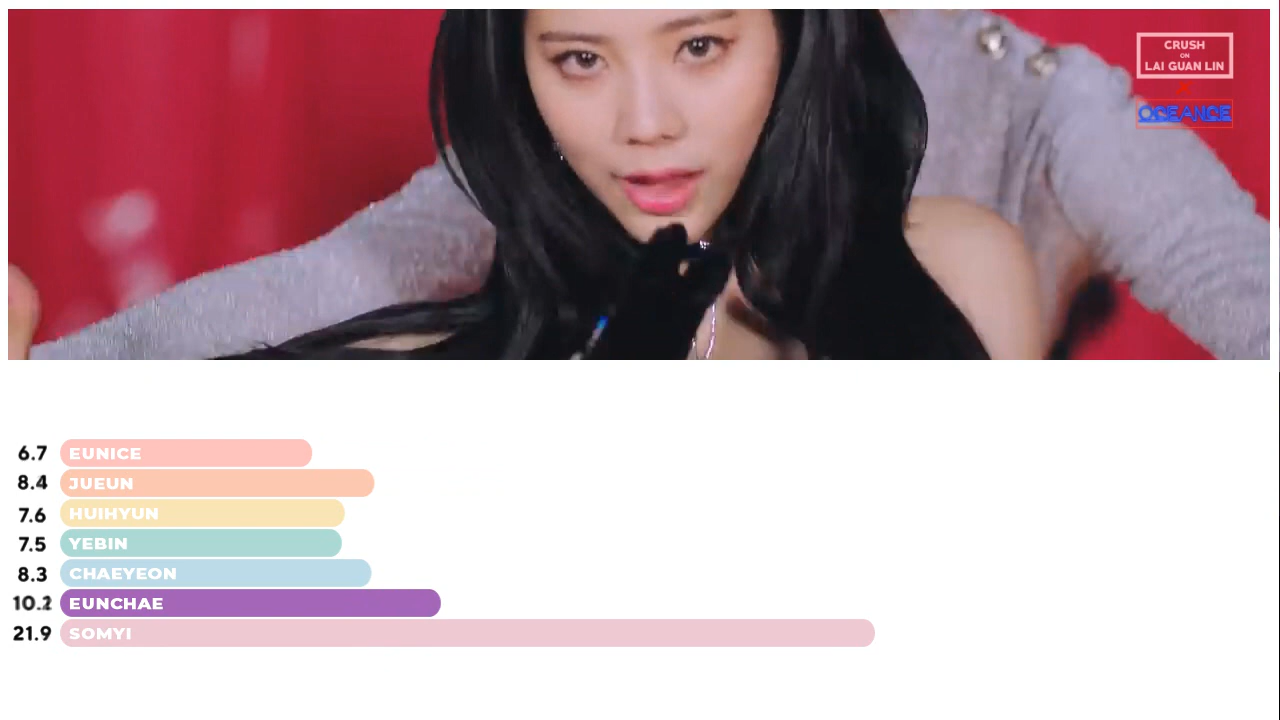 CRUSH
ON
LAI GUAN LIN
X
OCEANCE
6.7 EUNICE
8.4 JUEUN
7.6 HUIHYUN
7.5 YEBIN
8.3 CHAEYEON
10.2 EUNCHAE
21.9 SOMYI